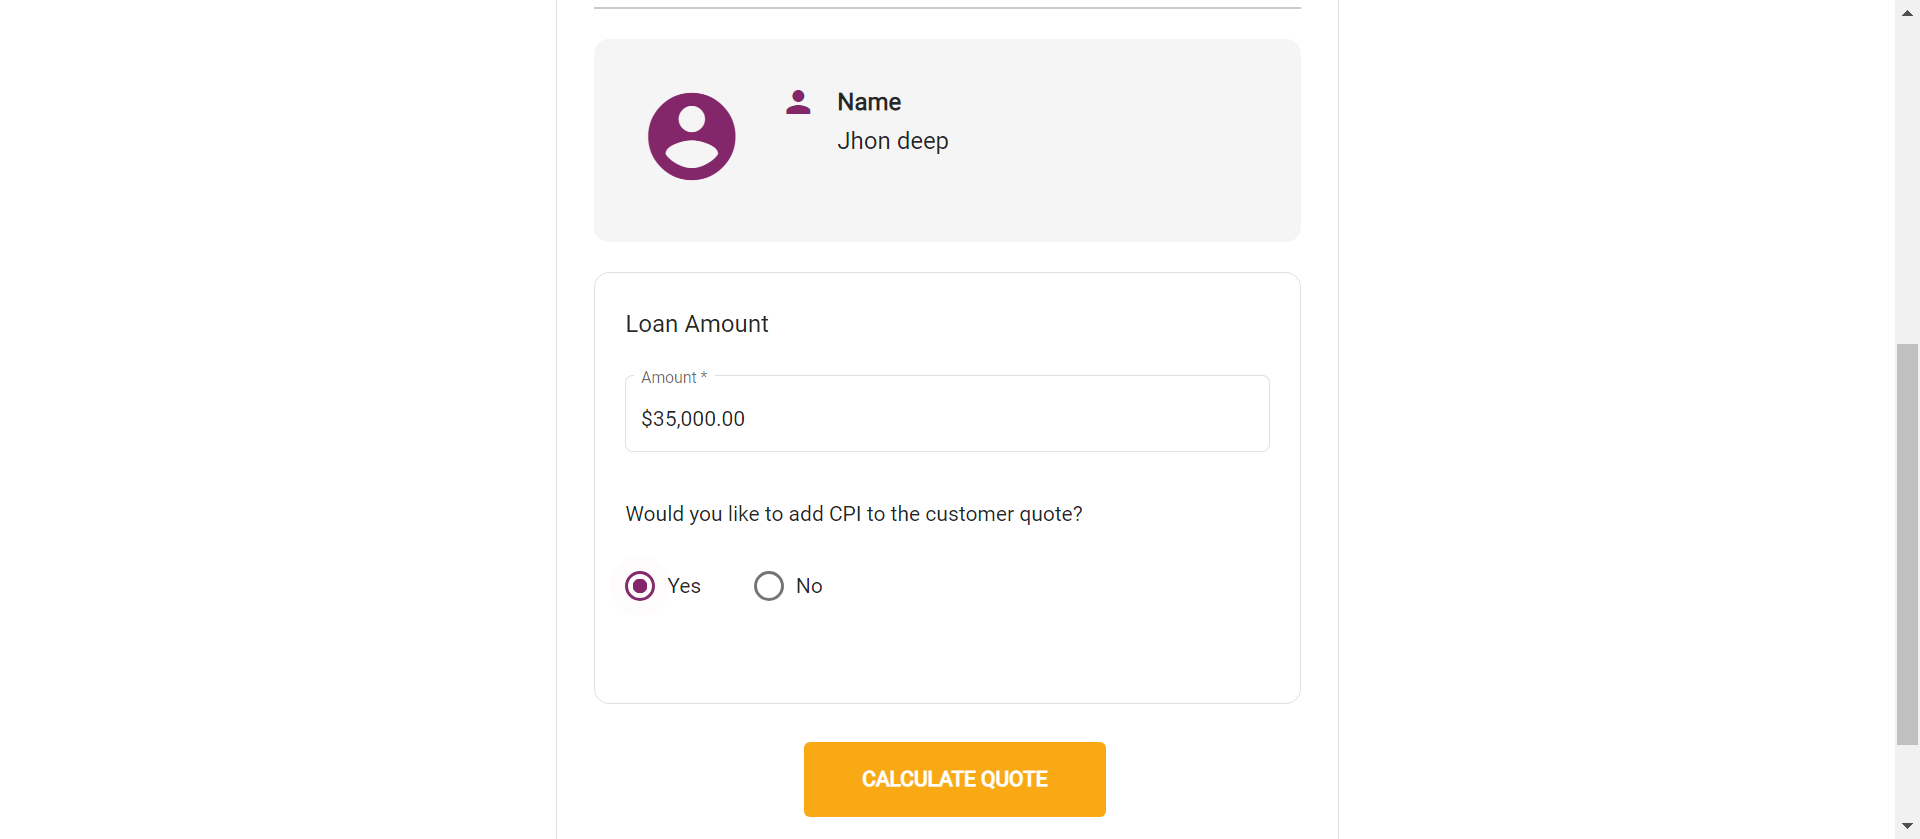 Name
Jhon deep
Loan Amount
Amount *
$35,000.00
Would you like to add CPI to the customer quote?
Yes No
CALCULATE QUOTE